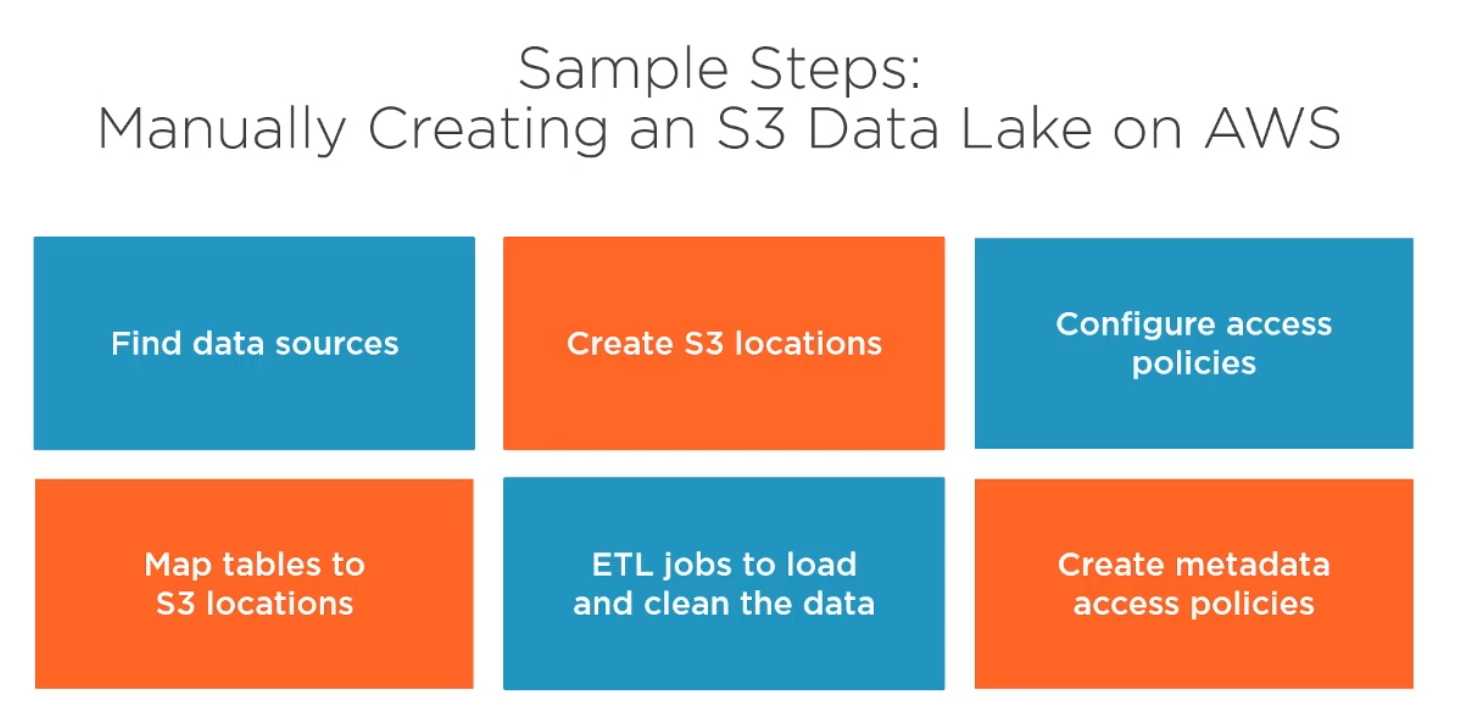 Sample Steps:
Manually Creating an S3 Data Lake on AWS
Find data sources
Create S3 locations
Configure access
policies
Map tables to
S3 locations
ETL jobs to load
and clean the data
Create metadata
access policies